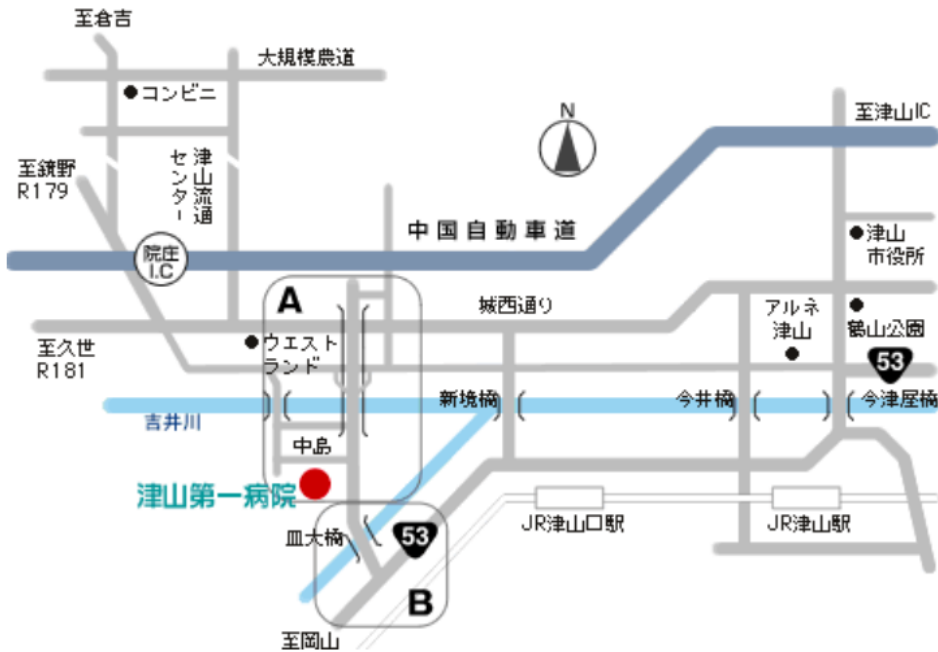 至倉吉
大規模農道
コンビニ
N
至津山IC
至鏡野
R179
津山流通
センター
中国自動車道
津山
市役所
院庄
I.C
A
城西通り
アルネ
津山
鶴山公園
至久世
R181
ウエスト
ランド
53
新境橋
今井橋
今津屋橋
吉井川
中島
津山第一病院
皿大橋
53
JR津山口駅
JR津山駅
B
至岡山